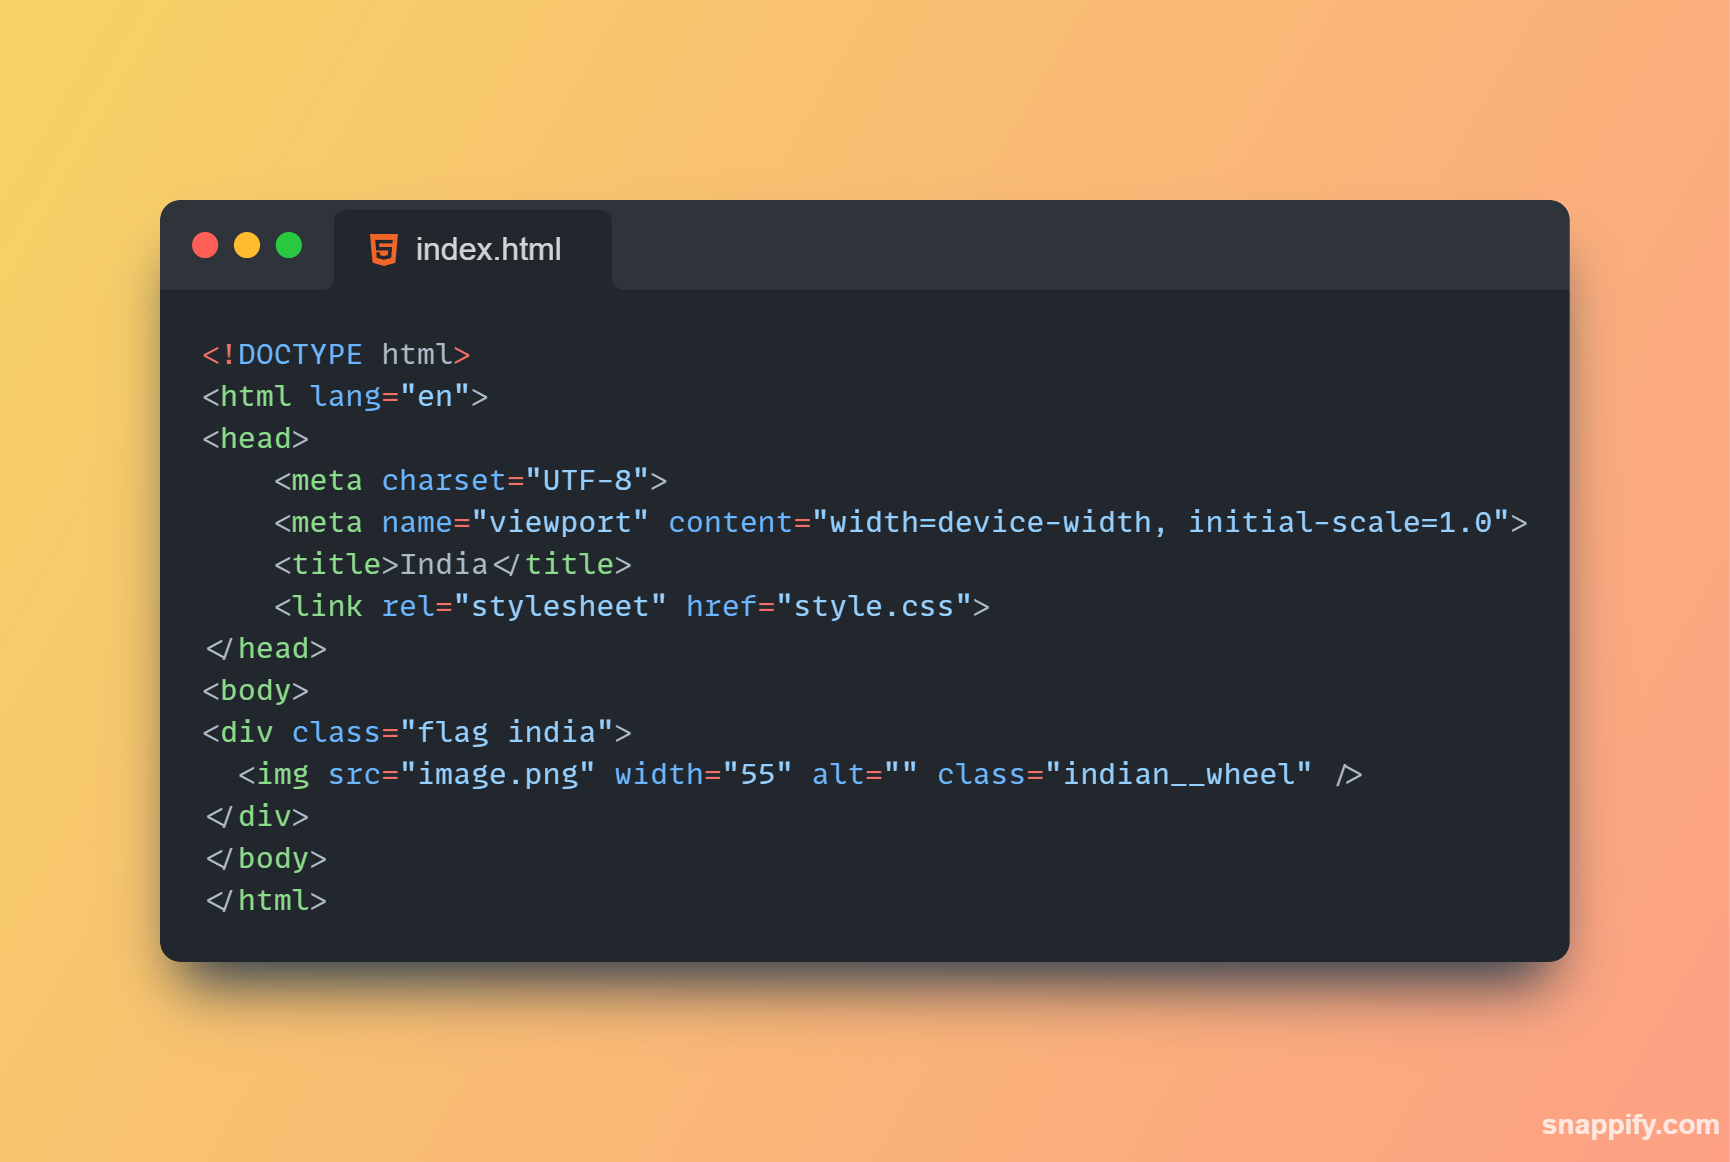 index.html
<!DOCTYPE html>
<html lang="en">
<head>
    <meta charset="UTF-8">
    <meta name="viewport" content="width=device-width, initial-scale=1.0">
    <title>India</title>
    <link rel="stylesheet" href="style.css">
</head>
<body>
<div class="flag india">
  <img src="image.png" width="55" alt="" class="indian__wheel" />
</div>
</body>
</html>
snappify.com